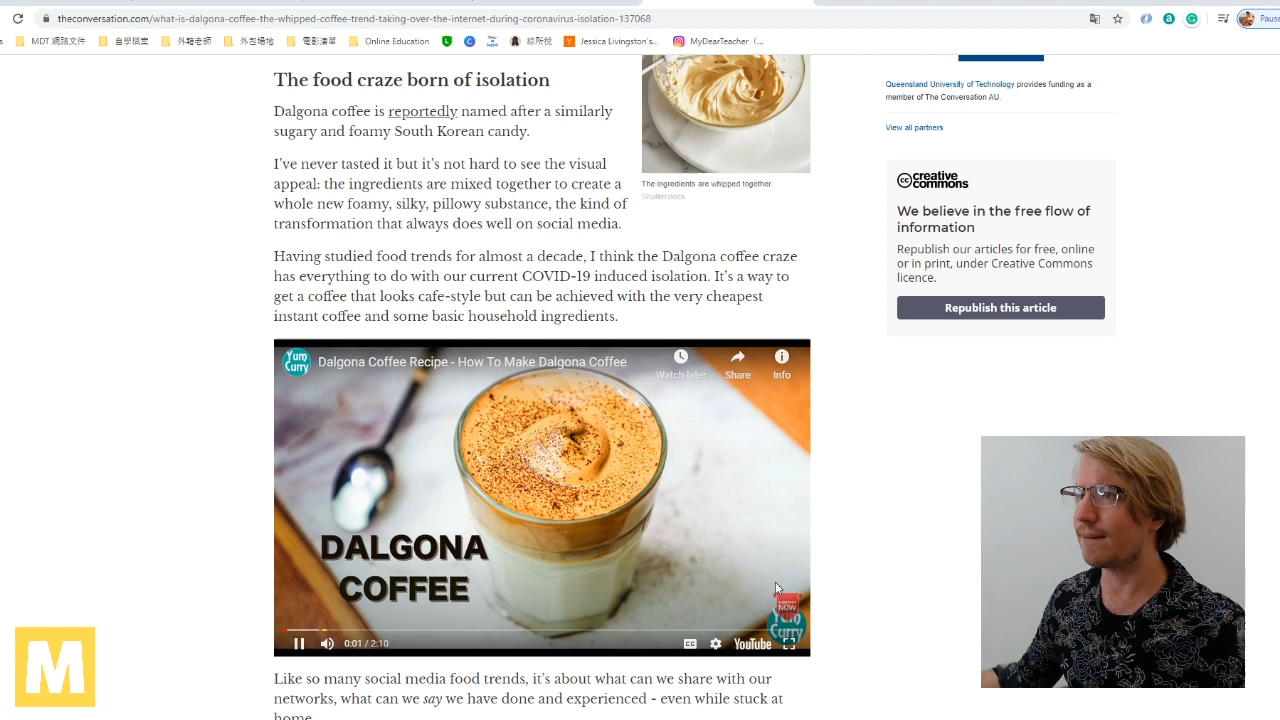 theconversation.com/what-is-dalgona-coffee-the-whipped-coffee-trend-taking-over-the-internet-during-coronavirus-isolation-137068
Pause
MDT 網路文件
自學檔案
外籍老師
外包場地
電影清單
Online Education
綜所稅
Jessica Livingston's...
MyDearTeacher (...
The food craze born of isolation
Dalgona coffee is reportedly named after a similarly
sugary and foamy South Korean candy.
I've never tasted it but it's not hard to see the visual
appeal: the ingredients are mixed together to create a
whole new foamy, silky, pillowy substance, the kind of
transformation that always does well on social media.
The ingredients are whipped together.
Shutterstock
Having studied food trends for almost a decade, I think the Dalgona coffee craze
has everything to do with our current COVID-19 induced isolation. It's a way to
get a coffee that looks cafe-style but can be achieved with the very cheapest
instant coffee and some basic household ingredients.
Yum
Curry
Dalgona Coffee Recipe - How To Make Dalgona Coffee
Watch later
Share
Info
DALGONA
COFFEE
NOW
Yum
Curry
0:01 / 2:10
CC
YouTube
Like so many social media food trends, it's about what can we share with our
networks, what can we say we have done and experienced - even while stuck at
home.
Queensland University of Technology provides funding as a
member of The Conversation AU.
View all partners
cc creative
commons
We believe in the free flow of
information
Republish our articles for free, online
or in print, under Creative Commons
licence.
Republish this article
M